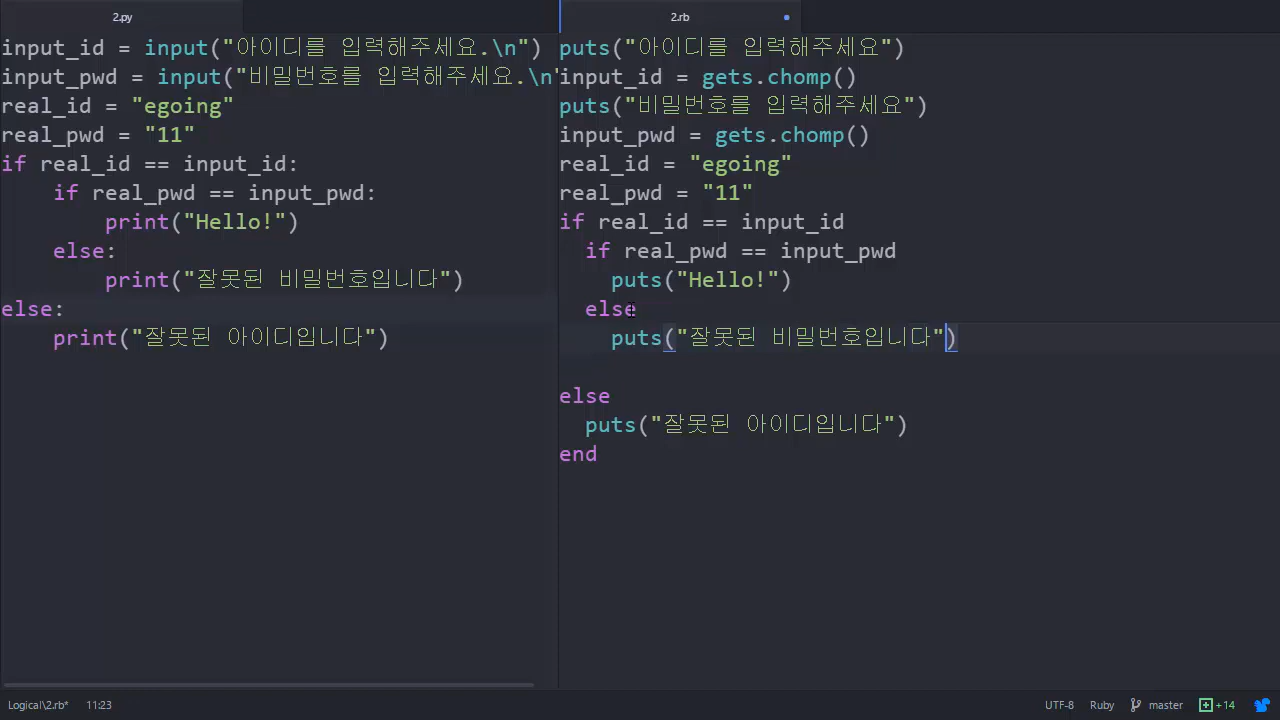 2.py
input_id = input("아이디를 입력해주세요.\n")
input_pwd = input("비밀번호를 입력해주세요.\n"
real_id = "egoing"
real_pwd = "11"
if real_id == input_id:
    if real_pwd == input_pwd:
        print("Hello!")
    else:
        print("잘못된 비밀번호입니다")
else:
    print("잘못된 아이디입니다")
2.rb
puts("아이디를 입력해주세요")
input_id = gets.chomp()
puts("비밀번호를 입력해주세요")
input_pwd = gets.chomp()
real_id = "egoing"
real_pwd = "11"
if real_id == input_id
  if real_pwd == input_pwd
    puts("Hello!")
  else
    puts("잘못된 비밀번호입니다")
else
  puts("잘못된 아이디입니다")
end
Logical\2.rb* 11:23 UTF-8 Ruby master +14